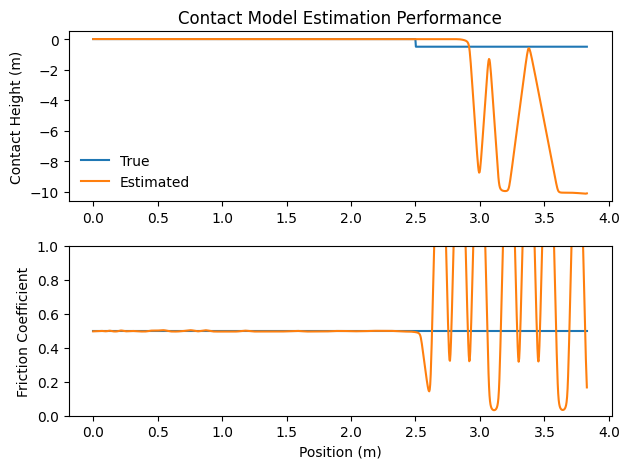 Contact Model Estimation Performance
Contact Height (m)
0
−2
−4
−6
−8
−10
True
Estimated
0.0 0.5 1.0 1.5 2.0 2.5 3.0 3.5 4.0
Friction Coefficient
1.0
0.8
0.6
0.4
0.2
0.0
0.0 0.5 1.0 1.5 2.0 2.5 3.0 3.5 4.0
Position (m)